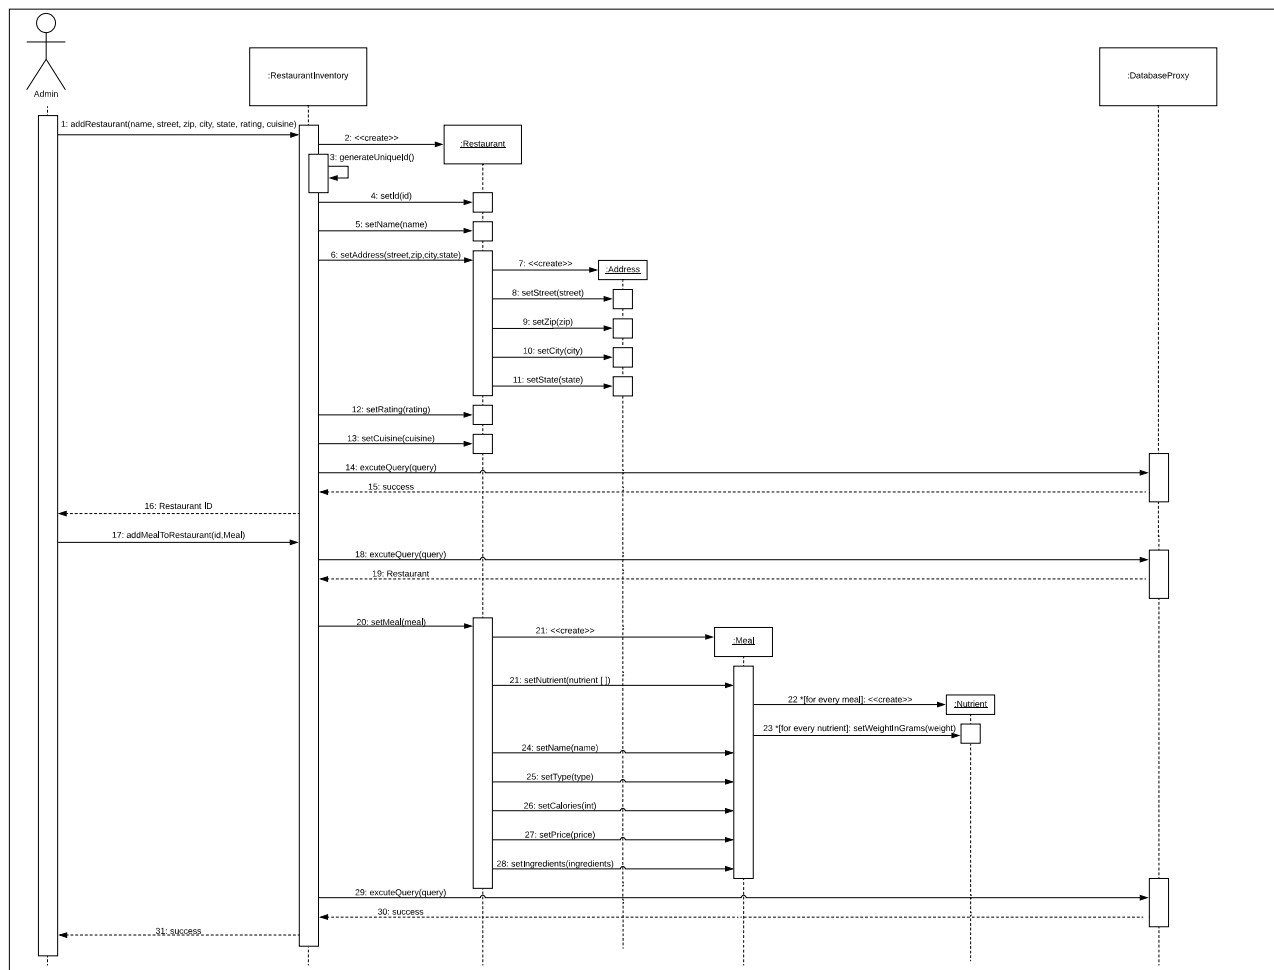 :RestaurantInventory
:DatabaseProxy
Admin
1: addRestaurant(name, street, zip, city, state, rating, cuisine)
2: <<create>>
:Restaurant
3: generateUniqueId()
4: setId(id)
5: setName(name)
6: setAddress(street,zip,city,state)
7: <<create>>
:Address
8: setStreet(street)
9: setZip(zip)
10: setCity(city)
11: setState(state)
12: setRating(rating)
13: setCuisine(cuisine)
14: excuteQuery(query)
15: success
16: Restaurant ID
17: addMealToRestaurant(id,Meal)
18: excuteQuery(query)
19: Restaurant
20: setMeal(meal)
21: <<create>>
:Meal
21: setNutrient(nutrient [ ])
22 *[for every meal]: <<create>>
:Nutrient
23 *[for every nutrient]: setWeightInGrams(weight)
24: setName(name)
25: setType(type)
26: setCalories(int)
27: setPrice(price)
28: setIngredients(ingredients)
29: excuteQuery(query)
30: success
31: success